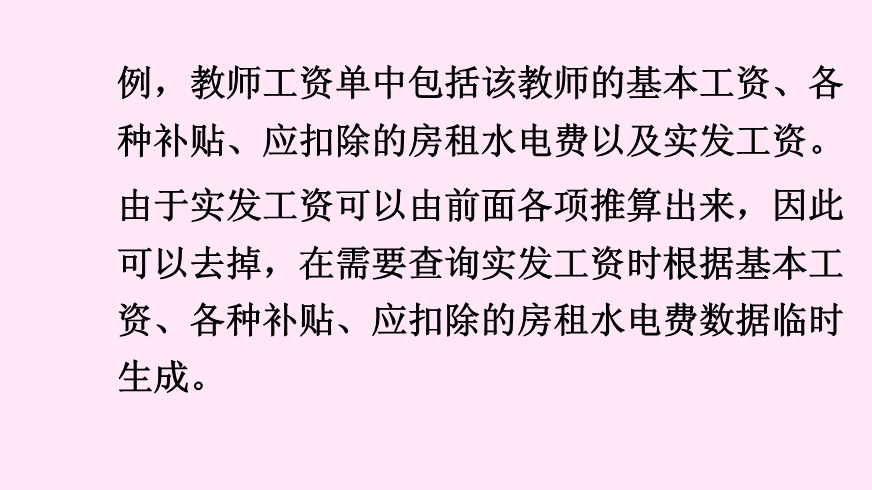 例，教师工资单中包括该教师的基本工资、各
种补贴、应扣除的房租水电费以及实发工资。
由于实发工资可以由前面各项推算出来，因此
可以去掉，在需要查询实发工资时根据基本工
资、各种补贴、应扣除的房租水电费数据临时
生成。